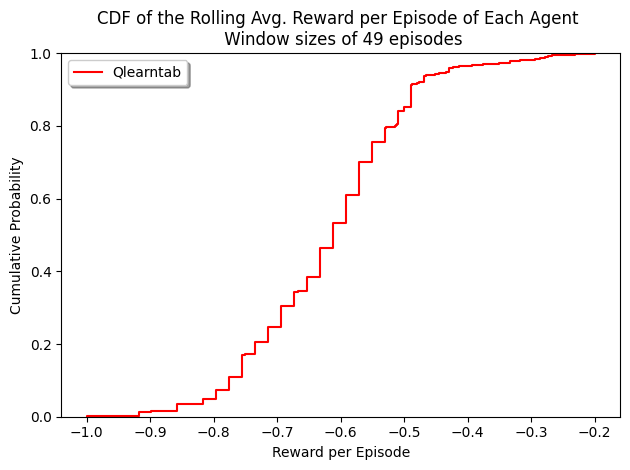 CDF of the Rolling Avg. Reward per Episode of Each Agent
Window sizes of 49 episodes
Qlearntab
Cumulative Probability
1.0
0.8
0.6
0.4
0.2
0.0
−1.0 −0.9 −0.8 −0.7 −0.6 −0.5 −0.4 −0.3 −0.2
Reward per Episode